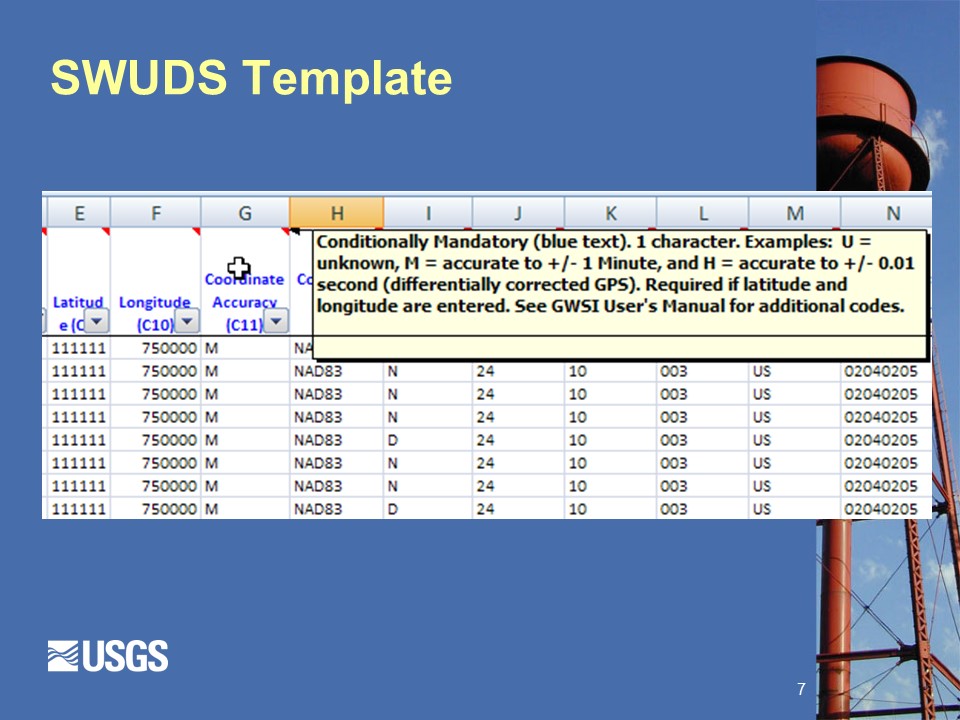 SWUDS Template
E F G H I J K L M N
Conditionally Mandatory (blue text). 1 character. Examples: U =
unknown, M = accurate to +/- 1 Minute, and H = accurate to +/- 0.01
second (differentially corrected GPS). Required if latitude and
longitude are entered. See GWSI User's Manual for additional codes.
Coordinate
Latitud Longitude Accuracy
e (C (C10) (C11)
111111 750000 M NA
111111 750000 M NAD83 N 24 10 003 US 02040205
111111 750000 M NAD83 N 24 10 003 US 02040205
111111 750000 M NAD83 N 24 10 003 US 02040205
111111 750000 M NAD83 D 24 10 003 US 02040205
111111 750000 M NAD83 N 24 10 003 US 02040205
111111 750000 M NAD83 N 24 10 003 US 02040205
111111 750000 M NAD83 D 24 10 003 US 02040205
USGS
7